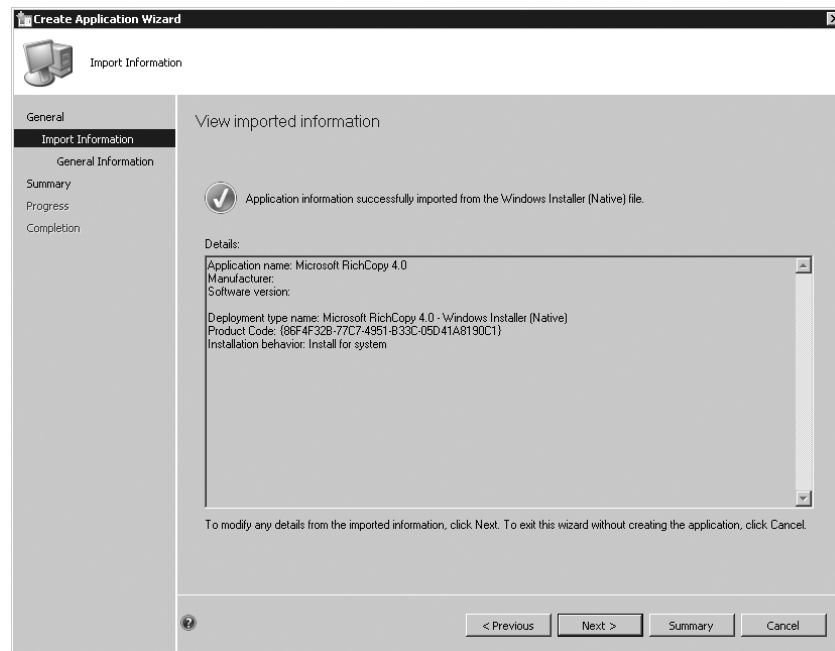 Create Application Wizard
Import Information
General
Import Information
General Information
Summary
Progress
Completion
View imported information
Application information successfully imported from the Windows Installer (Native) file.
Details:
Application name: Microsoft RichCopy 4.0
Manufacturer:
Software version:
Deployment type name: Microsoft RichCopy 4.0 - Windows Installer (Native)
Product Code: {86F4F32B-77C7-4951-B33C-05D41A8190C1}
Installation behavior: Install for system
To modify any details from the imported information, click Next. To exit this wizard without creating the application, click Cancel.
< Previous Next > Summary Cancel